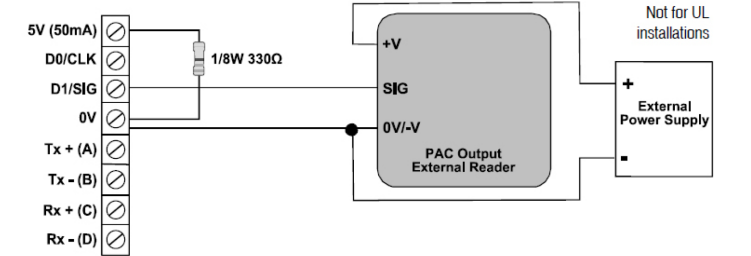 Not for UL
installations
5V (50mA)
D0/CLK
D1/SIG
0V
Tx + (A)
Tx - (B)
Rx + (C)
Rx - (D)
1/8W 330Ω
+V
SIG
0V/-V
PAC Output
External Reader
+
External
Power Supply
-